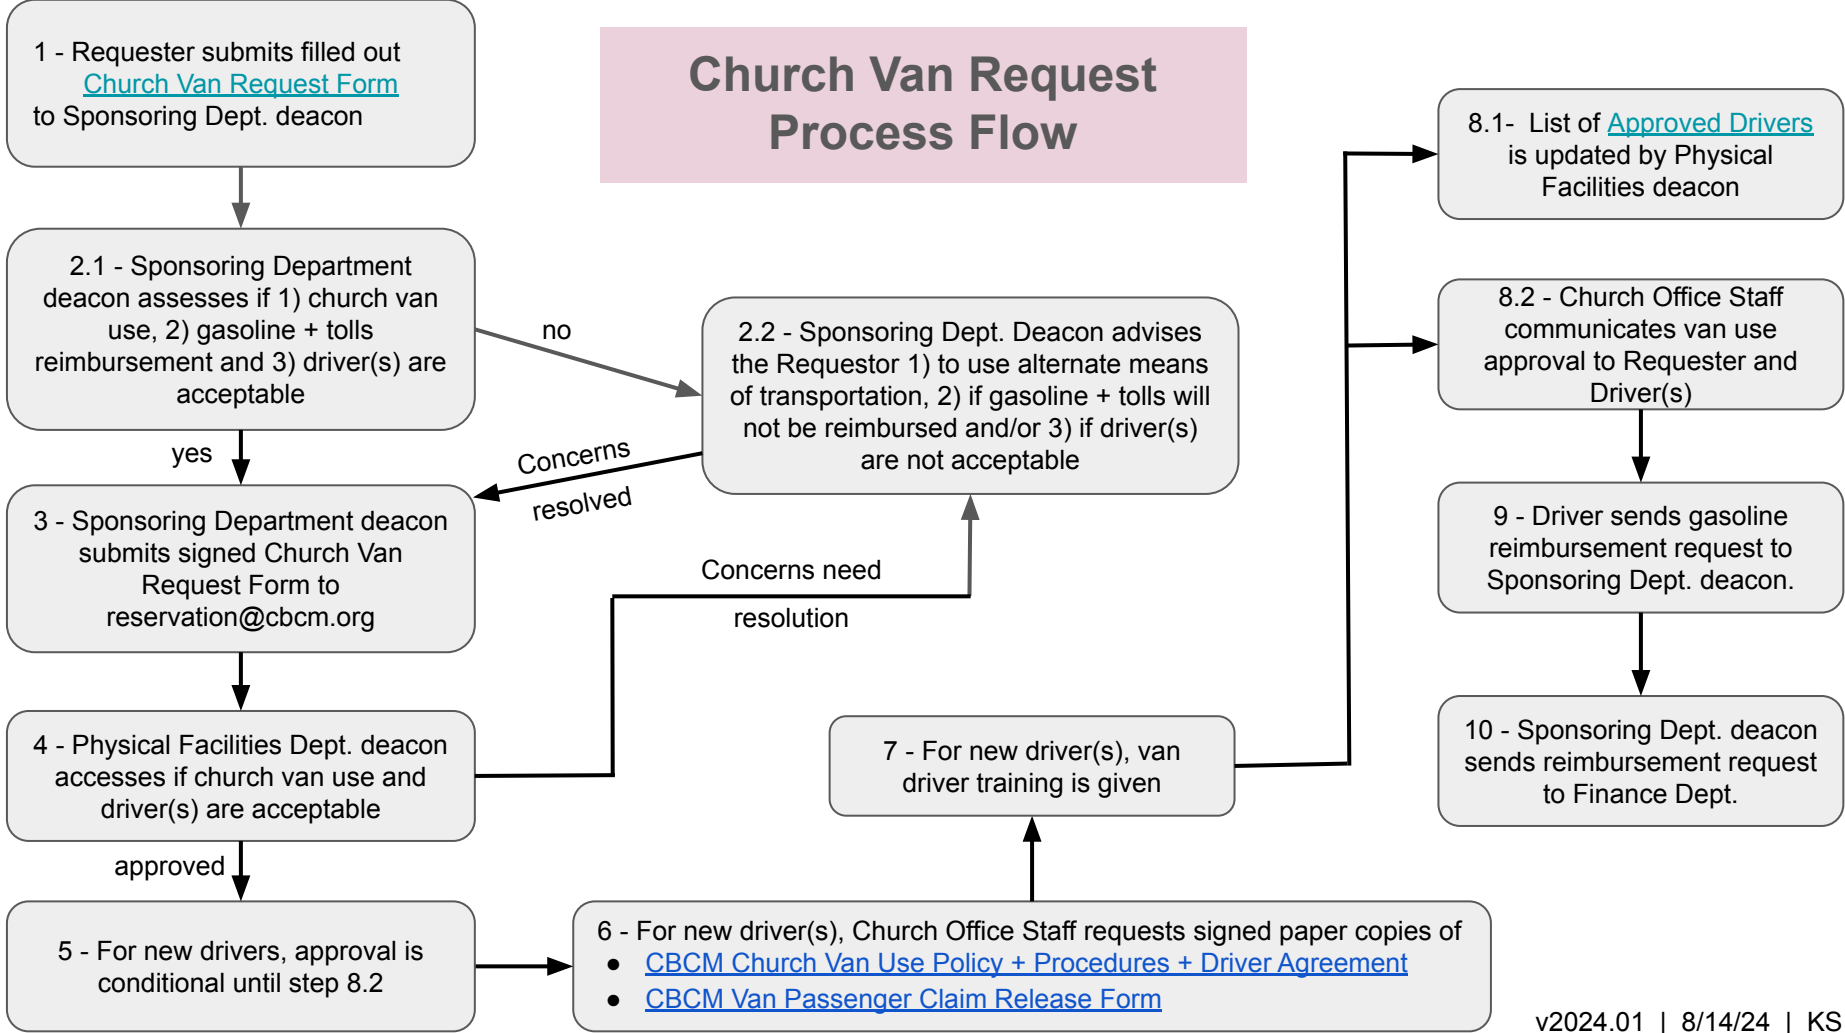 1 - Requester submits filled out
Church Van Request Form
to Sponsoring Dept. deacon
Church Van Request
Process Flow
2.1 - Sponsoring Department
deacon assesses if 1) church van
use, 2) gasoline + tolls
reimbursement and 3) driver(s) are
acceptable
no
yes
2.2 - Sponsoring Dept. Deacon advises
the Requestor 1) to use alternate means
of transportation, 2) if gasoline + tolls will
not be reimbursed and/or 3) if driver(s)
are not acceptable
Concerns
resolved
3 - Sponsoring Department deacon
submits signed Church Van
Request Form to
reservation@cbcm.org
Concerns need
resolution
4 - Physical Facilities Dept. deacon
accesses if church van use and
driver(s) are acceptable
approved
5 - For new drivers, approval is
conditional until step 8.2
6 - For new driver(s), Church Office Staff requests signed paper copies of
● CBCM Church Van Use Policy + Procedures + Driver Agreement
● CBCM Van Passenger Claim Release Form
7 - For new driver(s), van
driver training is given
8.1- List of Approved Drivers
is updated by Physical
Facilities deacon
8.2 - Church Office Staff
communicates van use
approval to Requester and
Driver(s)
9 - Driver sends gasoline
reimbursement request to
Sponsoring Dept. deacon.
10 - Sponsoring Dept. deacon
sends reimbursement request
to Finance Dept.
v2024.01 | 8/14/24 | KS